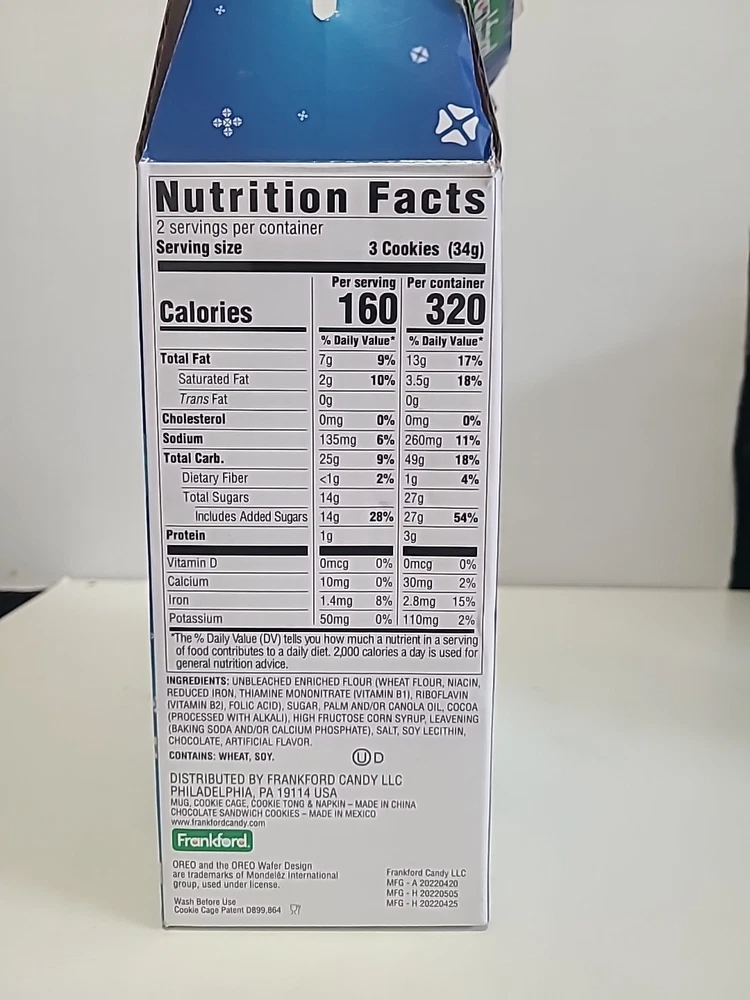 Nutrition Facts
2 servings per container
Serving size 3 Cookies (34g)
Per serving Per container
Calories 160 320
% Daily Value* % Daily Value*
Total Fat 7g 9% 13g 17%
Saturated Fat 2g 10% 3.5g 18%
Trans Fat 0g 0g
Cholesterol 0mg 0% 0mg 0%
Sodium 135mg 6% 260mg 11%
Total Carb. 25g 9% 49g 18%
Dietary Fiber <1g 2% 1g 4%
Total Sugars 14g 27g
Includes Added Sugars 14g 28% 27g 54%
Protein 1g 3g
Vitamin D 0mcg 0% 0mcg 0%
Calcium 10mg 0% 30mg 2%
Iron 1.4mg 8% 2.8mg 15%
Potassium 50mg 0% 110mg 2%
*The % Daily Value (DV) tells you how much a nutrient in a serving
of food contributes to a daily diet. 2,000 calories a day is used for
general nutrition advice.
INGREDIENTS: UNBLEACHED ENRICHED FLOUR (WHEAT FLOUR, NIACIN,
REDUCED IRON, THIAMINE MONONITRATE (VITAMIN B1), RIBOFLAVIN
(VITAMIN B2), FOLIC ACID), SUGAR, PALM AND/OR CANOLA OIL, COCOA
(PROCESSED WITH ALKALI), HIGH FRUCTOSE CORN SYRUP, LEAVENING
(BAKING SODA AND/OR CALCIUM PHOSPHATE), SALT, SOY LECITHIN,
CHOCOLATE, ARTIFICIAL FLAVOR.
CONTAINS: WHEAT, SOY. U D
DISTRIBUTED BY FRANKFORD CANDY LLC
PHILADELPHIA, PA 19114 USA
MUG, COOKIE CAGE, COOKIE TONG & NAPKIN – MADE IN CHINA
CHOCOLATE SANDWICH COOKIES – MADE IN MEXICO
www.frankfordcandy.com
Frankford.
OREO and the OREO Wafer Design
are trademarks of Mondelēz International
group, used under license.
Frankford Candy LLC
MFG - A 20220420
MFG - H 20220505
MFG - H 20220425
Wash Before Use
Cookie Cage Patent D899,864